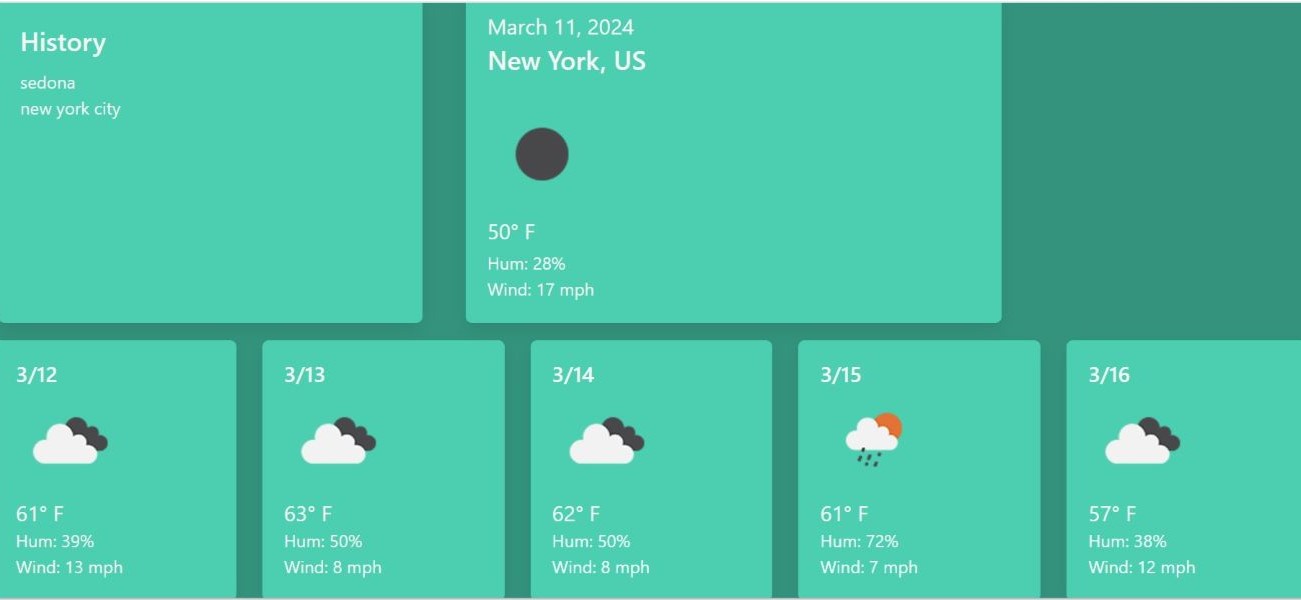 History
sedona
new york city
March 11, 2024
New York, US
50° F
Hum: 28%
Wind: 17 mph
3/12
61° F
Hum: 39%
Wind: 13 mph
3/13
63° F
Hum: 50%
Wind: 8 mph
3/14
62° F
Hum: 50%
Wind: 8 mph
3/15
61° F
Hum: 72%
Wind: 7 mph
3/16
57° F
Hum: 38%
Wind: 12 mph